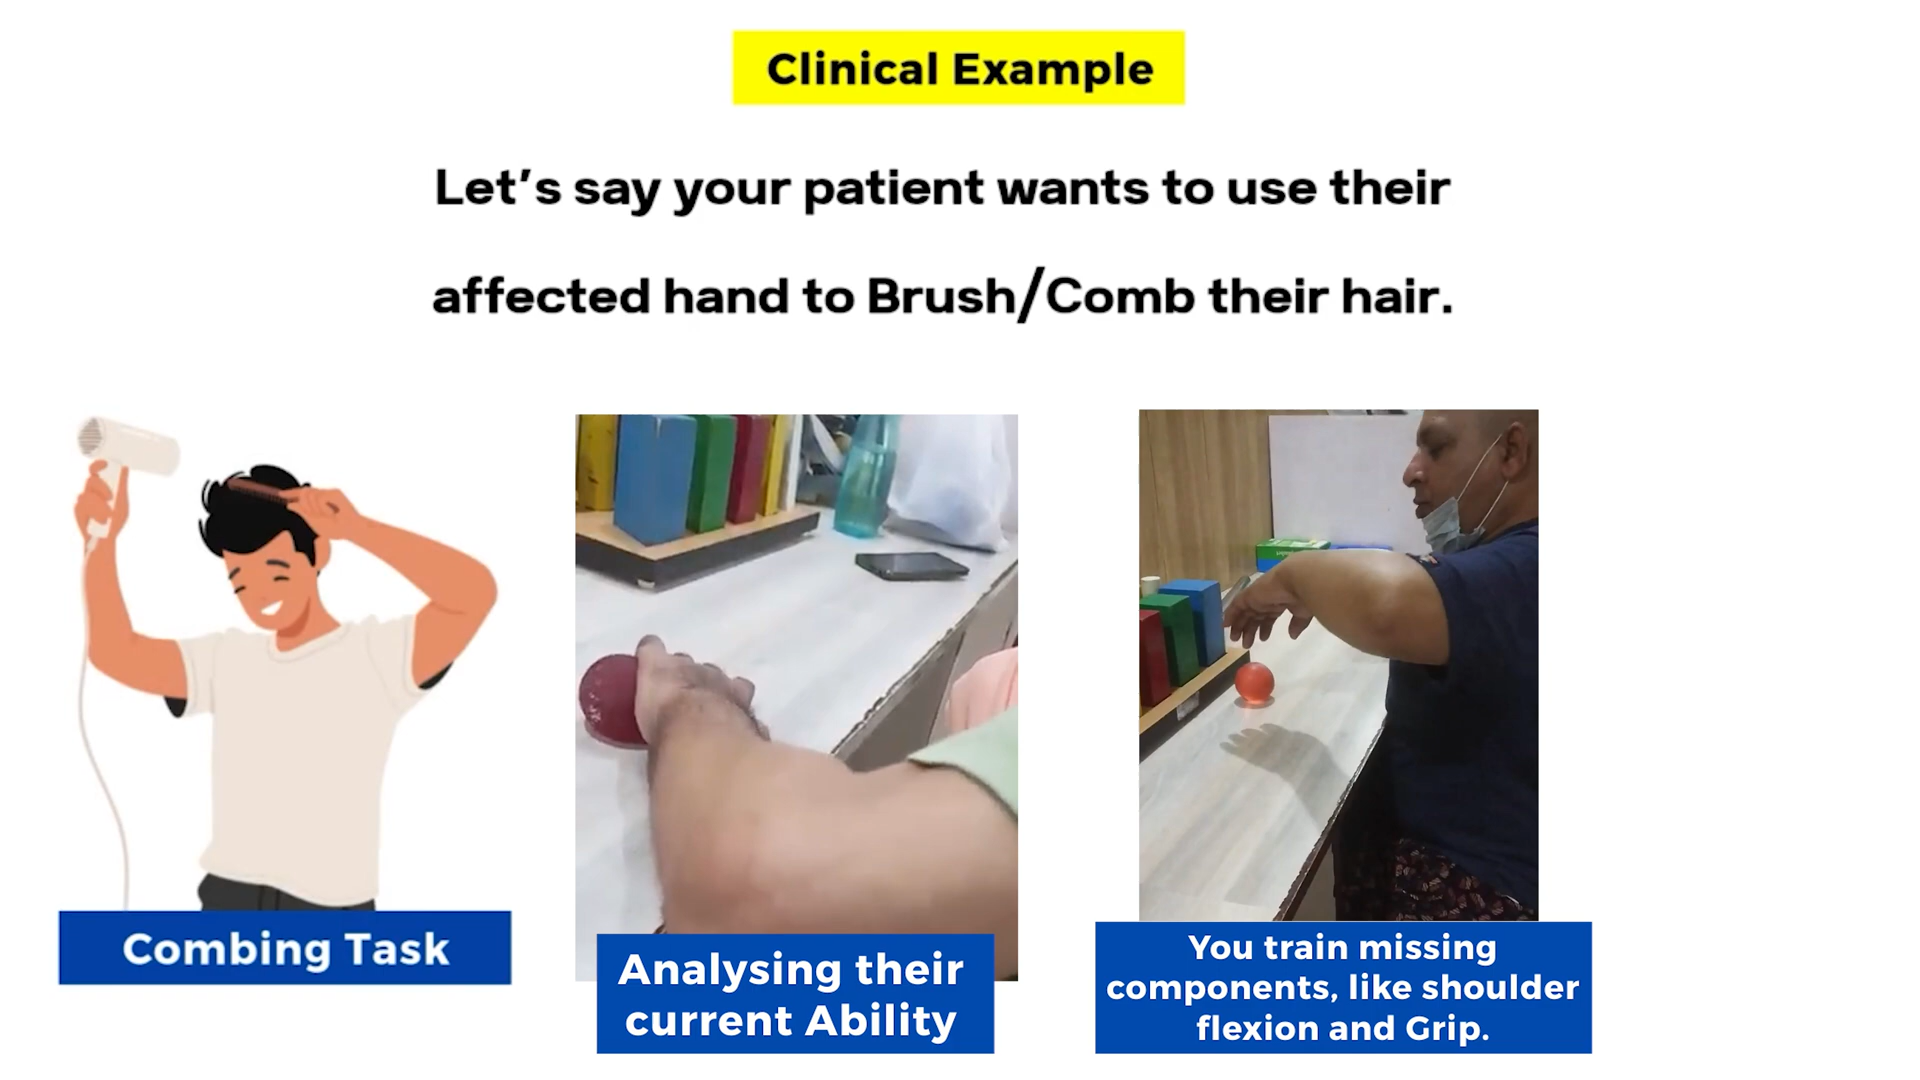 Clinical Example
Let’s say your patient wants to use their
affected hand to Brush/Comb their hair.
Combing Task
Analysing their
current Ability
You train missing
components, like shoulder
flexion and Grip.